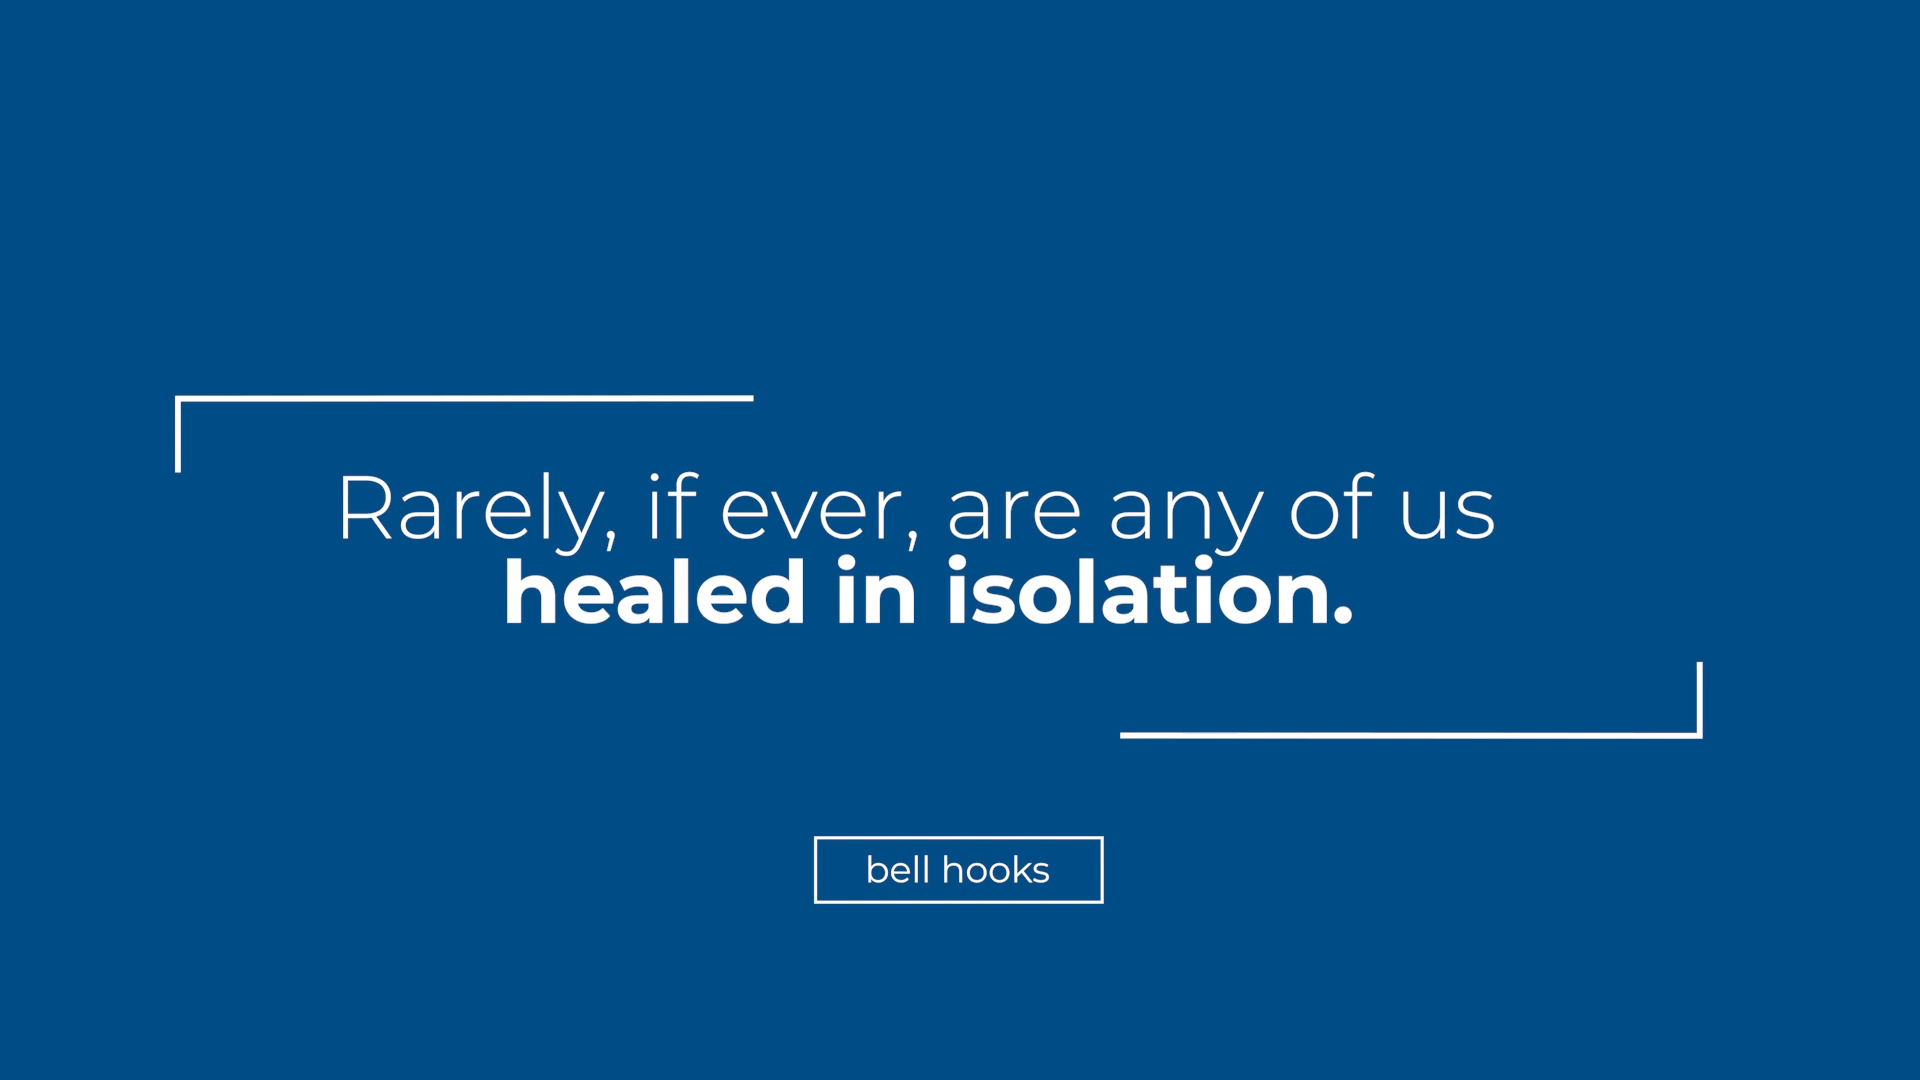 Rarely, if ever, are any of us
healed in isolation.
bell hooks